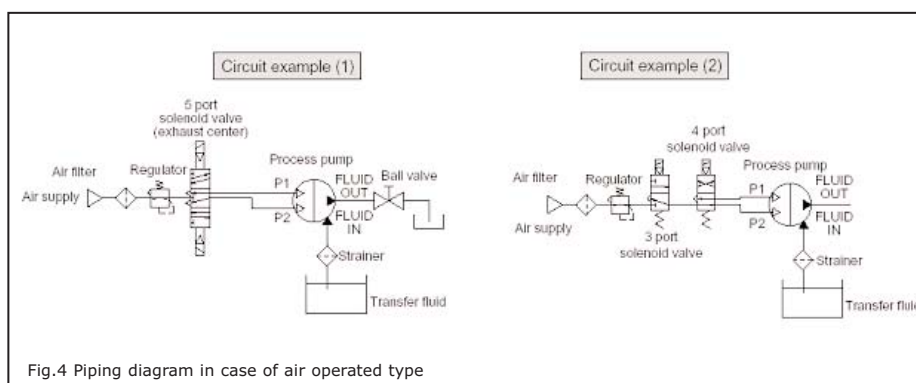 Circuit example (1)
5 port
solenoid valve
(exhaust center)
Air filter
Regulator
Process pump
Air supply
P1
P2
FLUID
OUT
FLUID
IN
Ball valve
Strainer
Transfer fluid
Circuit example (2)
4 port
solenoid valve
Air filter
Regulator
Process pump
Air supply
P1
P2
FLUID
OUT
FLUID
IN
3 port
solenoid valve
Strainer
Transfer fluid
Fig.4 Piping diagram in case of air operated type